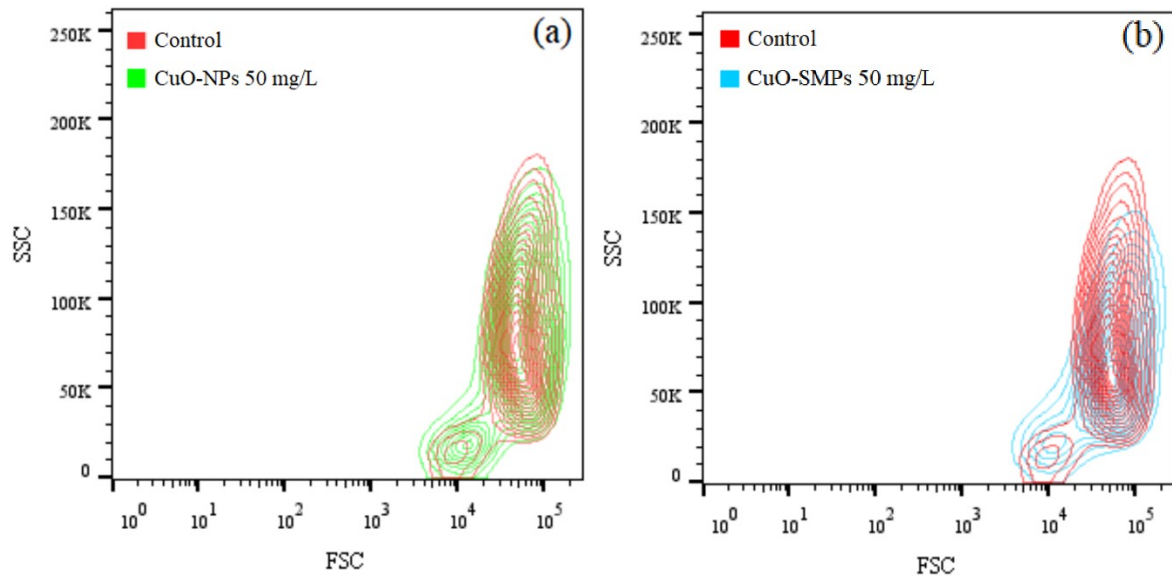 (a)
Control
CuO-NPs 50 mg/L
250K
200K
150K
100K
50K
0
SSC
10^0 10^1 10^2 10^3 10^4 10^5
FSC
(b)
Control
CuO-SMPs 50 mg/L
250K
200K
150K
100K
50K
0
SSC
10^0 10^1 10^2 10^3 10^4 10^5
FSC